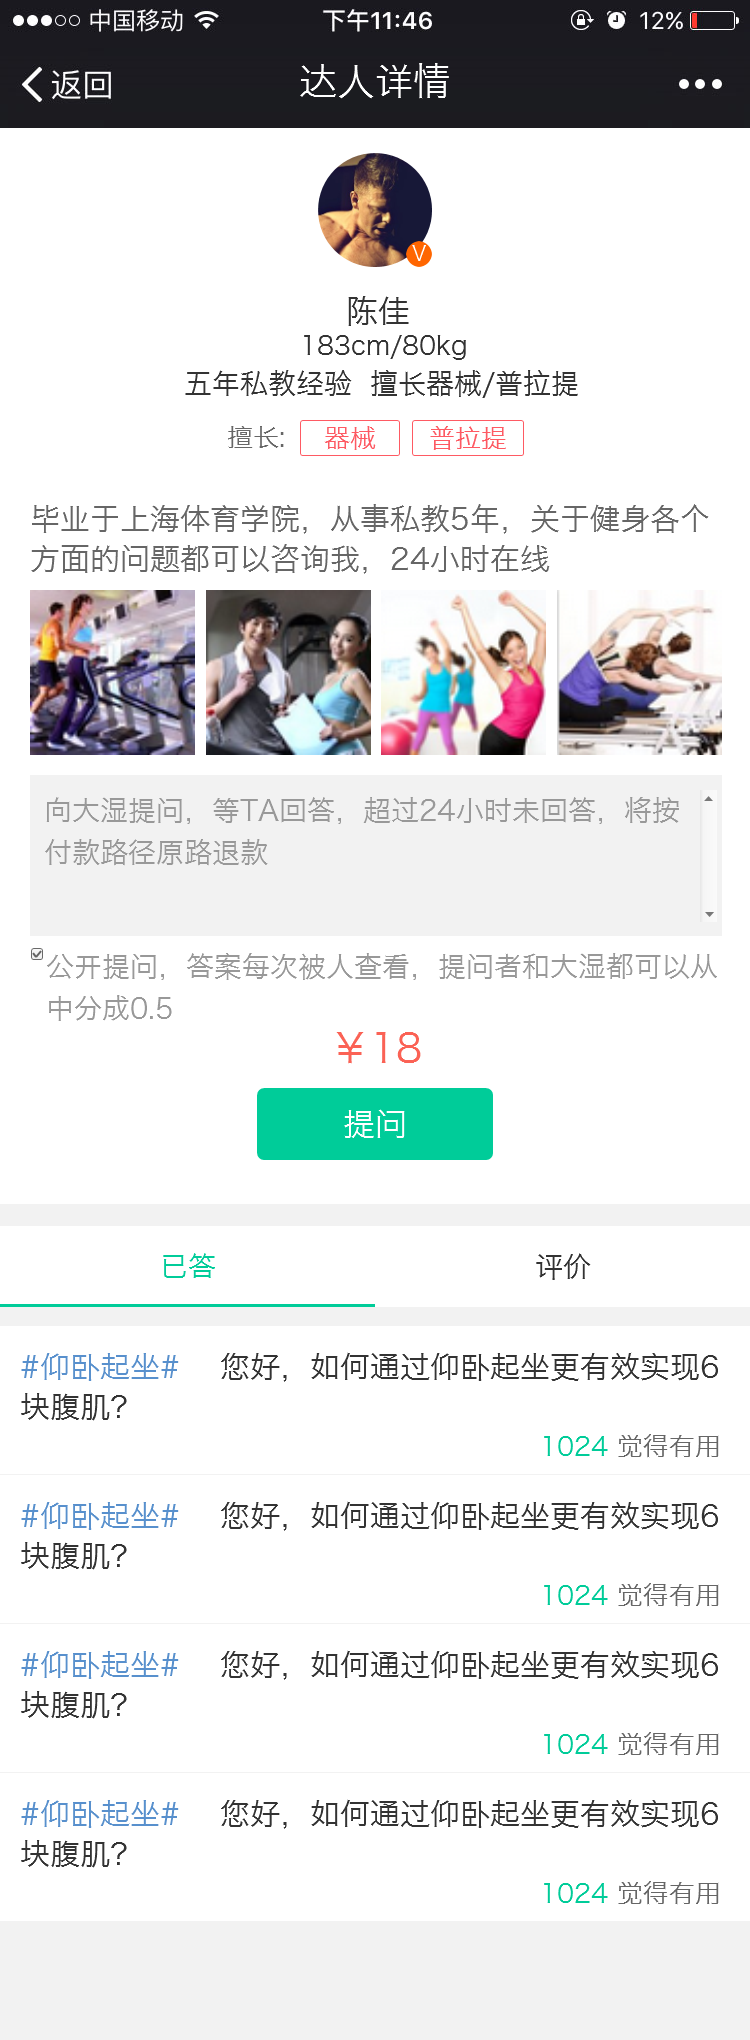 中国移动 下午11:46 12%
返回 达人详情
V
陈佳
183cm/80kg
五年私教经验 擅长器械/普拉提
擅长: 器械 普拉提
毕业于上海体育学院，从事私教5年，关于健身各个
方面的问题都可以咨询我，24小时在线
向大湿提问，等TA回答，超过24小时未回答，将按
付款路径原路退款
公开提问，答案每次被人查看，提问者和大湿都可以从
中分成0.5
￥18
提问
已答 评价
#仰卧起坐# 您好，如何通过仰卧起坐更有效实现6
块腹肌?
1024 觉得有用
#仰卧起坐# 您好，如何通过仰卧起坐更有效实现6
块腹肌?
1024 觉得有用
#仰卧起坐# 您好，如何通过仰卧起坐更有效实现6
块腹肌?
1024 觉得有用
#仰卧起坐# 您好，如何通过仰卧起坐更有效实现6
块腹肌?
1024 觉得有用